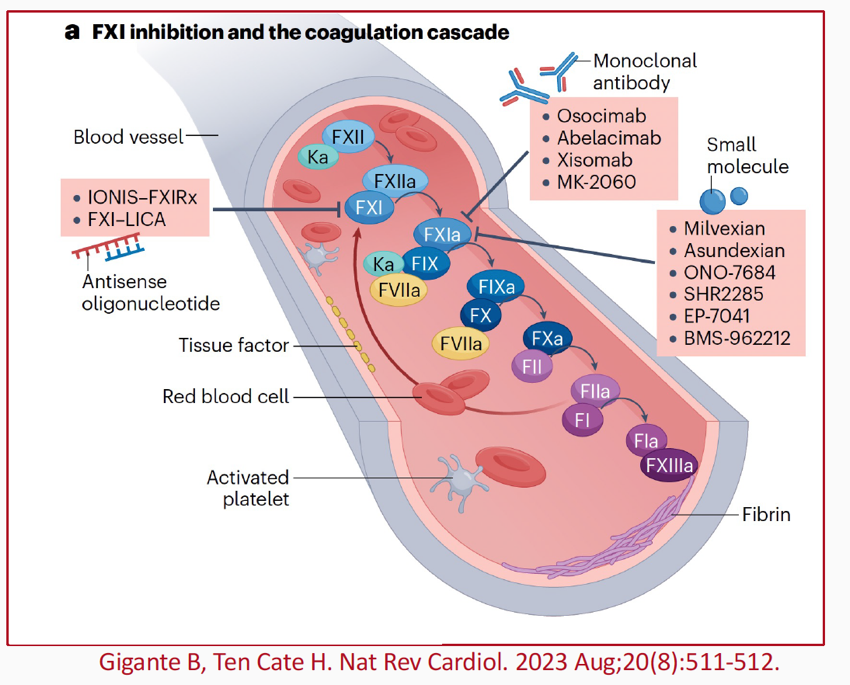 a FXI inhibition and the coagulation cascade
Monoclonal
antibody
Blood vessel
• Osocimab
• Abelacimab
• Xisomab
• MK-2060
Small
molecule
• Milvexian
• Asundexian
• ONO-7684
• SHR2285
• EP-7041
• BMS-962212
• IONIS–FXIRx
• FXI–LICA
Antisense
oligonucleotide
FXII
Ka
FXIIa
FXI
FXIa
Ka
FIX
FVIIa
FIXa
FX
FVIIa
FXa
FII
FIIa
FI
FIa
FXIIIa
Tissue factor
Red blood cell
Activated
platelet
Fibrin
Gigante B, Ten Cate H. Nat Rev Cardiol. 2023 Aug;20(8):511-512.